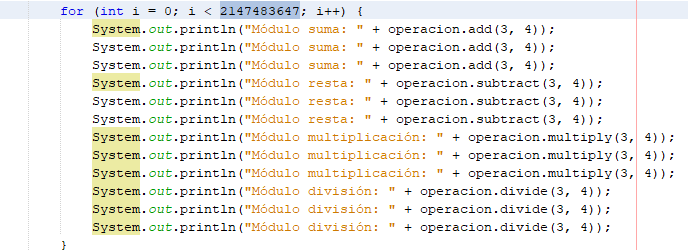 for (int i = 0; i < 2147483647; i++) {
System.out.println("Módulo suma: " + operacion.add(3, 4));
System.out.println("Módulo suma: " + operacion.add(3, 4));
System.out.println("Módulo suma: " + operacion.add(3, 4));
System.out.println("Módulo resta: " + operacion.subtract(3, 4));
System.out.println("Módulo resta: " + operacion.subtract(3, 4));
System.out.println("Módulo resta: " + operacion.subtract(3, 4));
System.out.println("Módulo multiplicación: " + operacion.multiply(3, 4));
System.out.println("Módulo multiplicación: " + operacion.multiply(3, 4));
System.out.println("Módulo multiplicación: " + operacion.multiply(3, 4));
System.out.println("Módulo división: " + operacion.divide(3, 4));
System.out.println("Módulo división: " + operacion.divide(3, 4));
System.out.println("Módulo división: " + operacion.divide(3, 4));
}